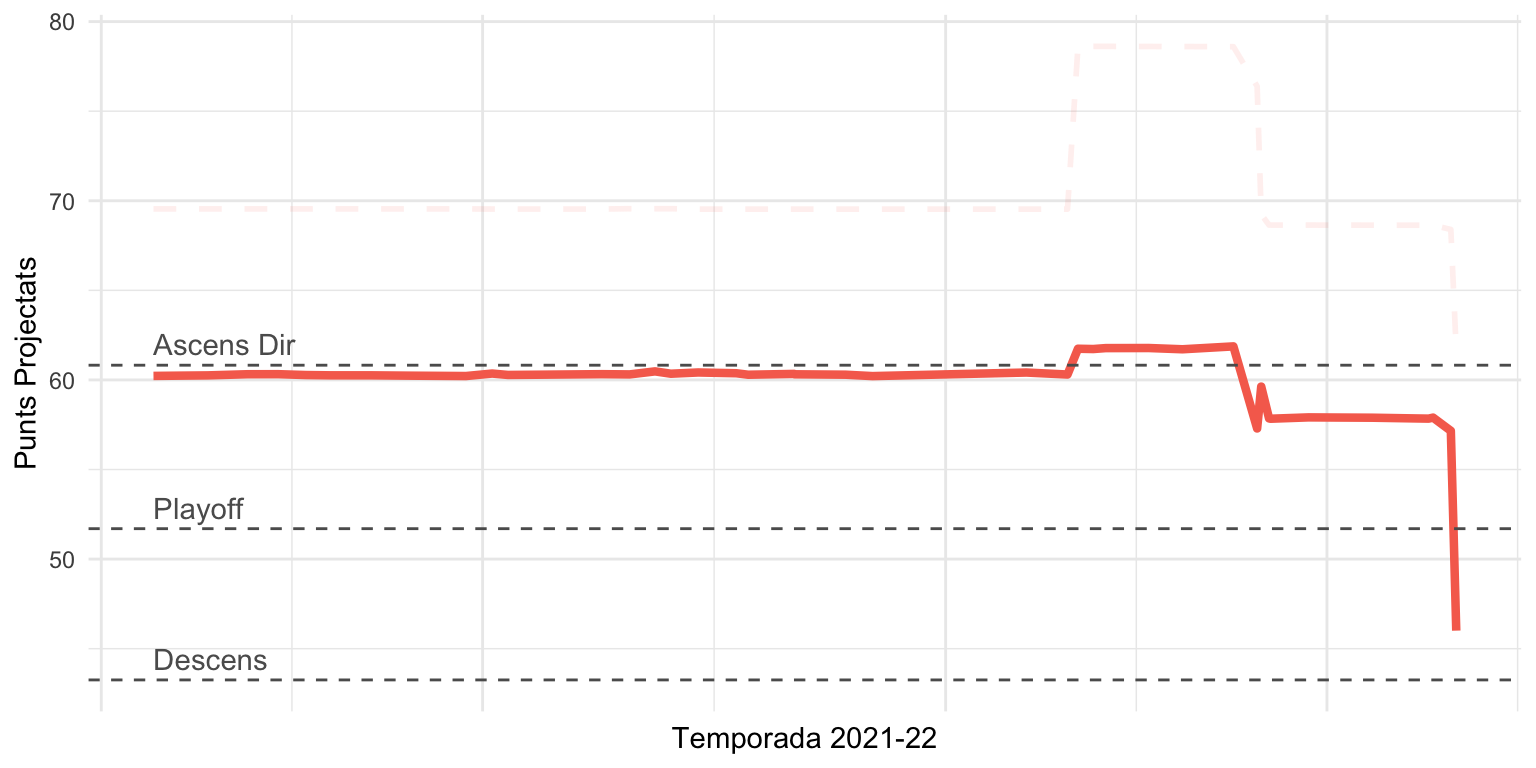 80
70
60
50
Punts Projectats
Ascens Dir
Playoff
Descens
Temporada 2021-22